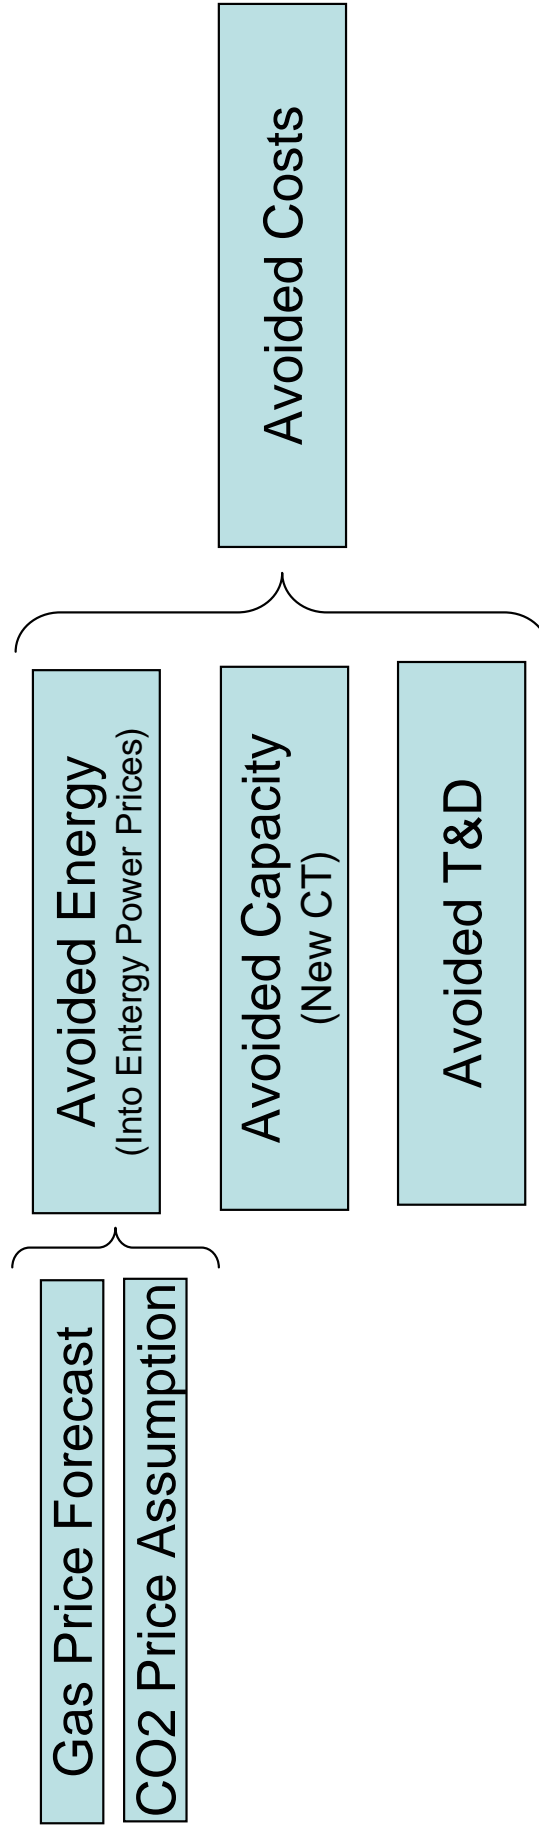 Gas Price Forecast
CO2 Price Assumption
Avoided Energy
(Into Entergy Power Prices)
Avoided Capacity
(New CT)
Avoided T&D
Avoided Costs